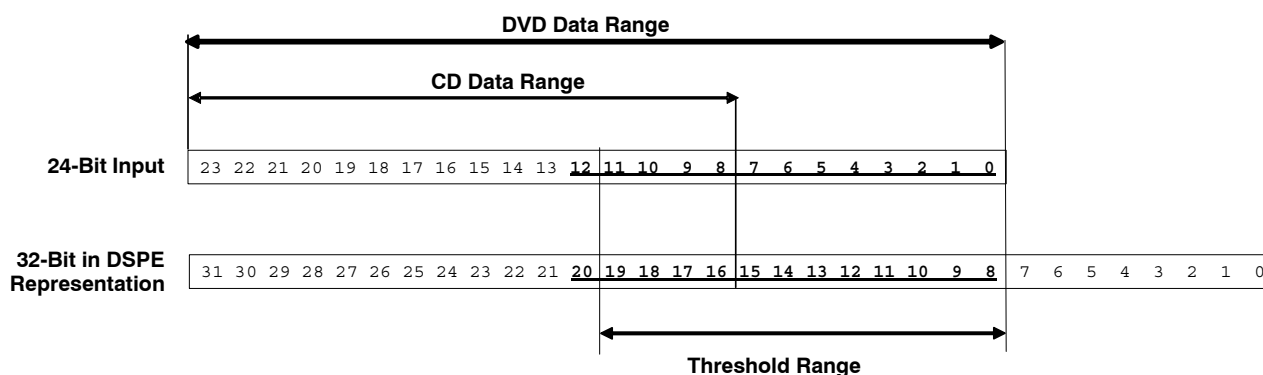 DVD Data Range
CD Data Range
24-Bit Input 23 22 21 20 19 18 17 16 15 14 13 12 11 10 9 8 7 6 5 4 3 2 1 0
32-Bit in DSPE
Representation
31 30 29 28 27 26 25 24 23 22 21 20 19 18 17 16 15 14 13 12 11 10 9 8 7 6 5 4 3 2 1 0
Threshold Range